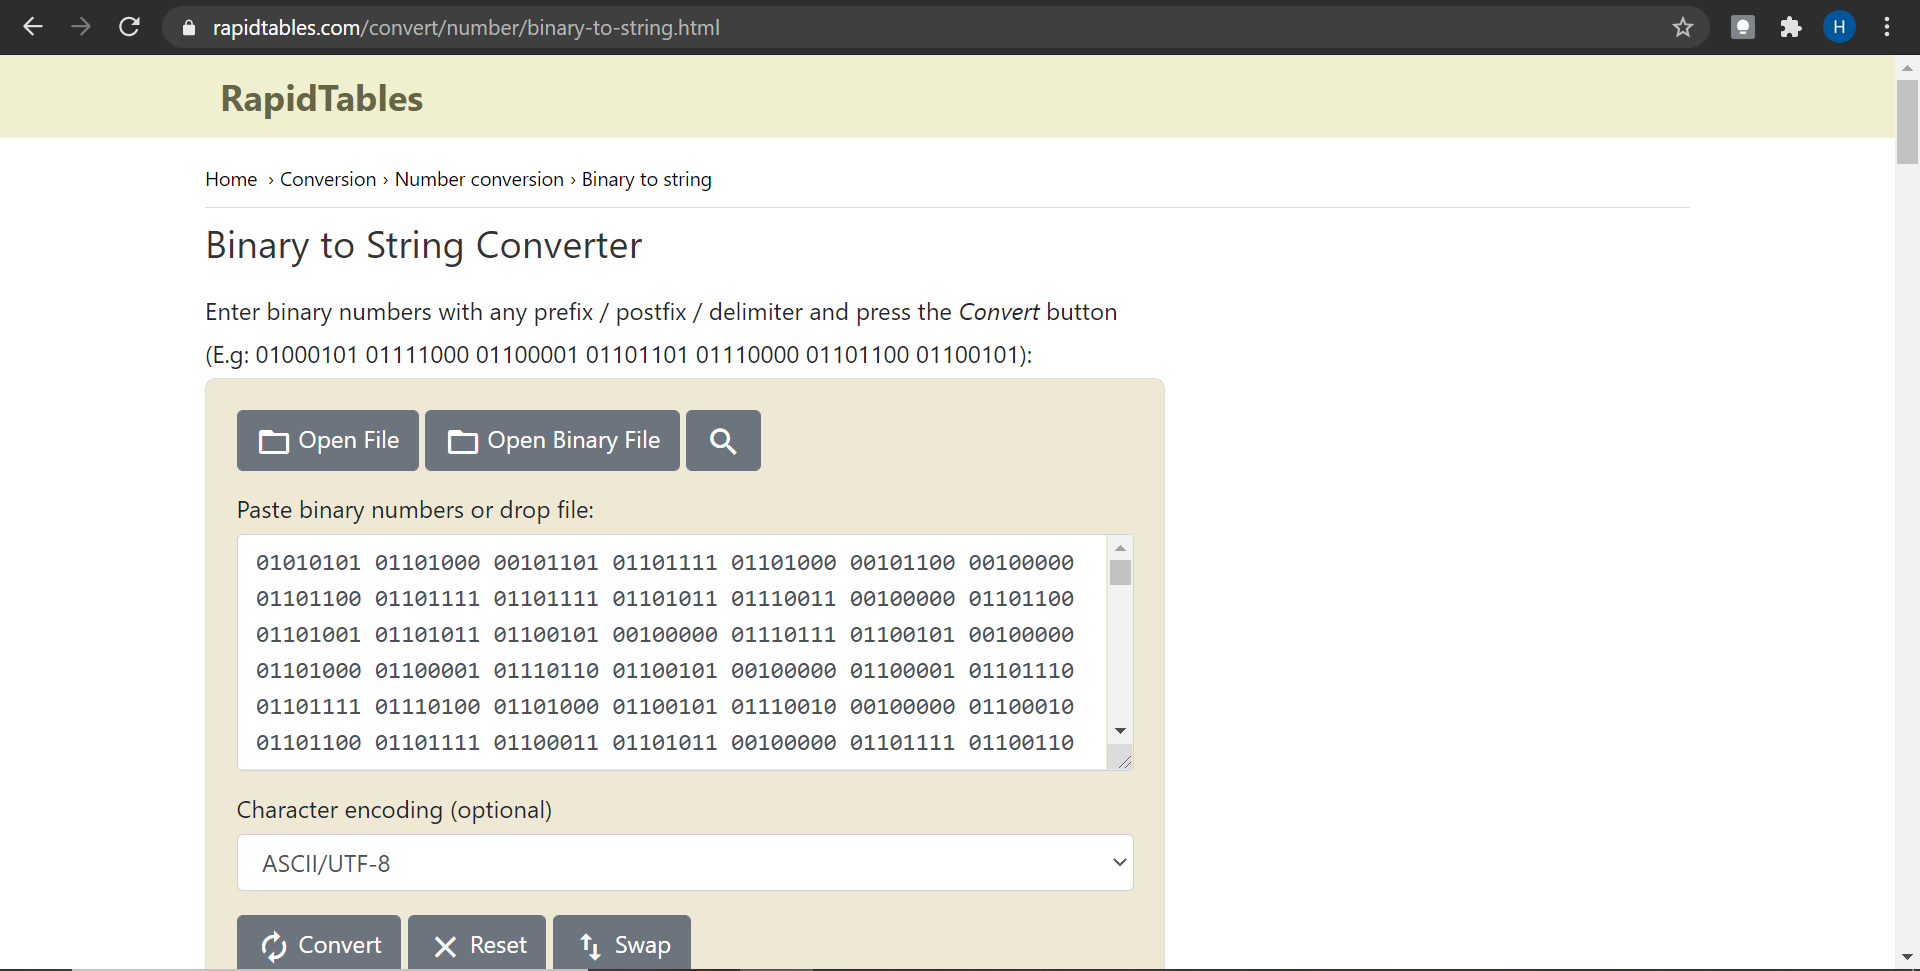 rapidtables.com/convert/number/binary-to-string.html
H
RapidTables
Home › Conversion › Number conversion › Binary to string
Binary to String Converter
Enter binary numbers with any prefix / postfix / delimiter and press the Convert button
(E.g: 01000101 01111000 01100001 01101101 01110000 01101100 01100101):
Open File Open Binary File
Paste binary numbers or drop file:
01010101 01101000 00101101 01101111 01101000 00101100 00100000
01101100 01101111 01101111 01101011 01110011 00100000 01101100
01101001 01101011 01100101 00100000 01110111 01100101 00100000
01101000 01100001 01110110 01100101 00100000 01100001 01101110
01101111 01110100 01101000 01100101 01110010 00100000 01100010
01101100 01101111 01100011 01101011 00100000 01101111 01100110
Character encoding (optional)
ASCII/UTF-8
Convert Reset Swap